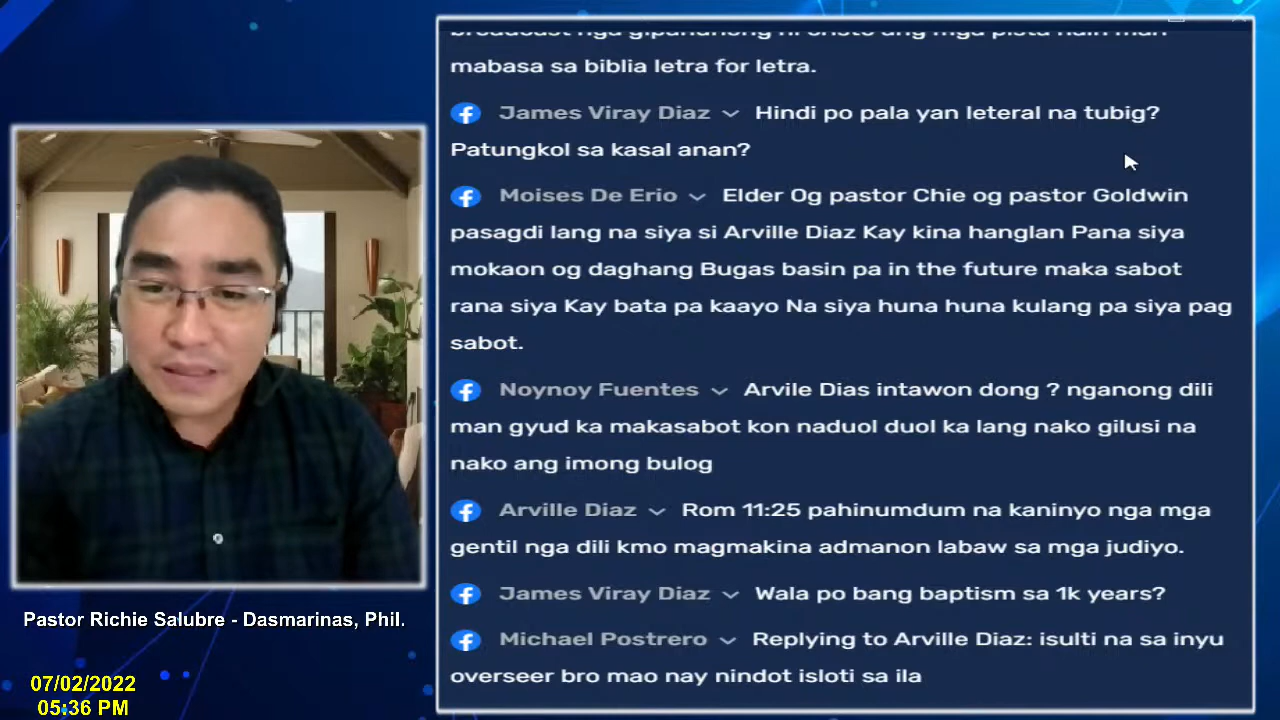 mabasa sa biblia letra for letra.
James Viray Diaz Hindi po pala yan leteral na tubig?
Patungkol sa kasal anan?
Moises De Erio Elder Og pastor Chie og pastor Goldwin
pasagdi lang na siya si Arville Diaz Kay kina hanglan Pana siya
mokaon og daghang Bugas basin pa in the future maka sabot
rana siya Kay bata pa kaayo Na siya huna huna kulang pa siya pag
sabot.
Noynoy Fuentes Arvile Dias intawon dong ? nganong dili
man gyud ka makasabot kon naduol duol ka lang nako gilusi na
nako ang imong bulog
Arville Diaz Rom 11:25 pahinumdum na kaninyo nga mga
gentil nga dili kmo magmakina admanon labaw sa mga judiyo.
James Viray Diaz Wala po bang baptism sa 1k years?
Michael Postrero Replying to Arville Diaz: isulti na sa inyu
overseer bro mao nay nindot isloti sa ila
Pastor Richie Salubre - Dasmarinas, Phil.
07/02/2022
05:36 PM